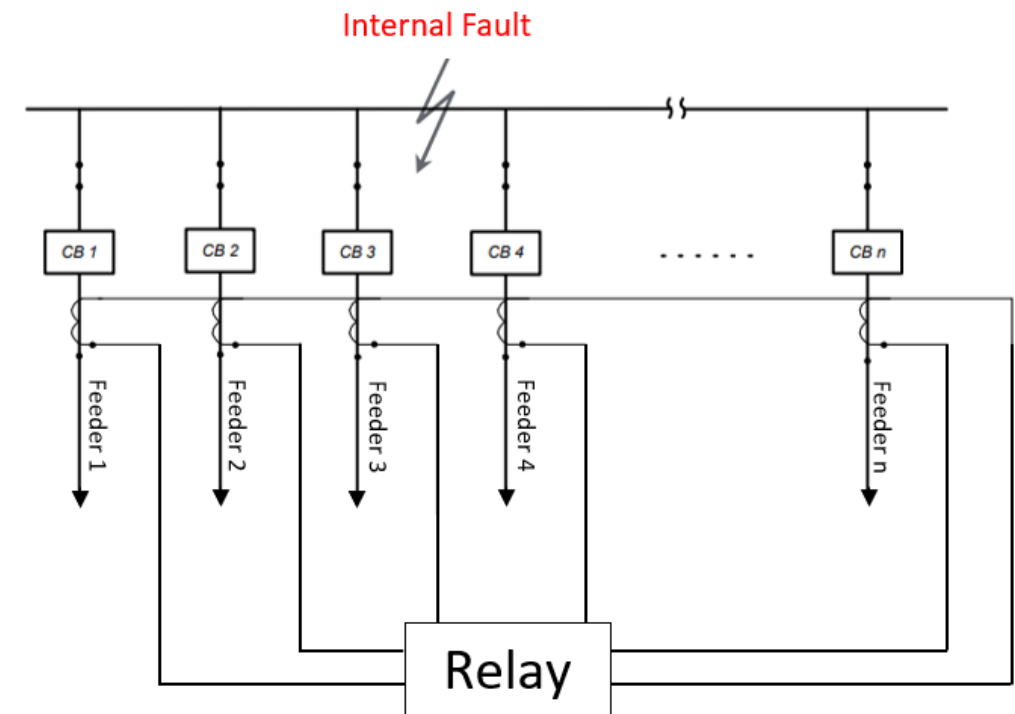 Internal Fault
CB 1
CB 2
CB 3
CB 4
......
CB n
Feeder 1
Feeder 2
Feeder 3
Feeder 4
Feeder n
Relay